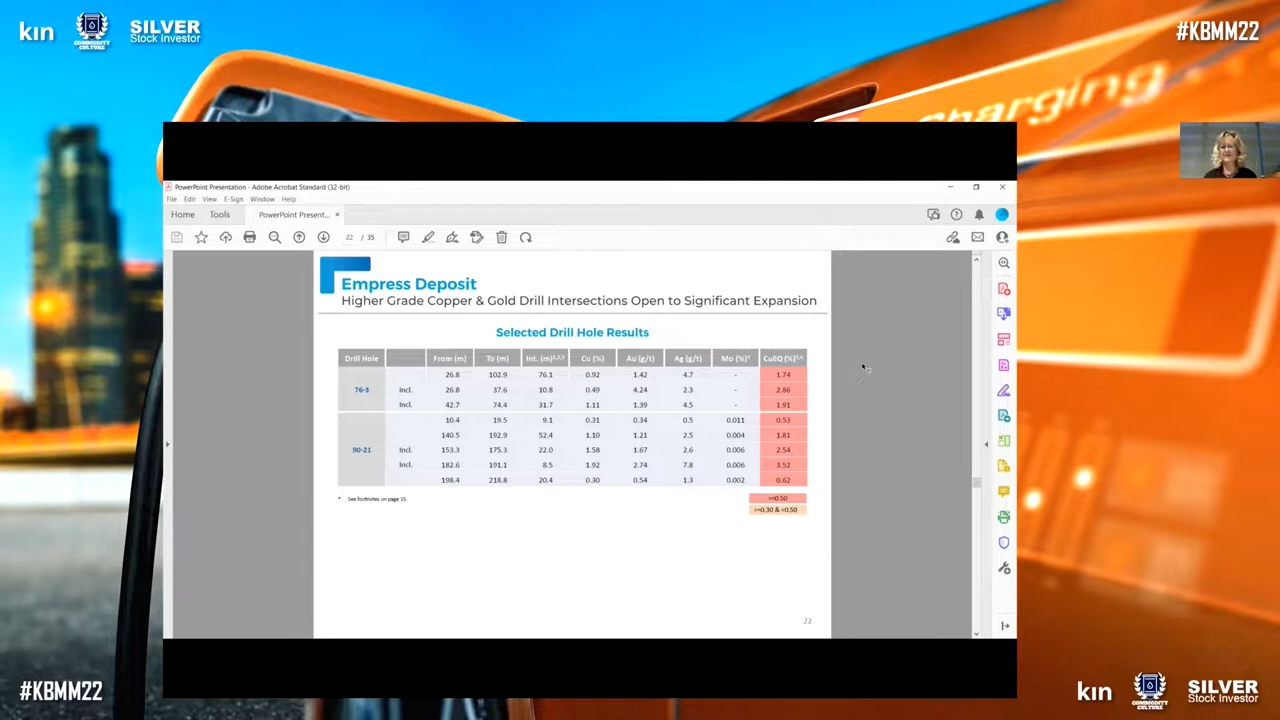 kin
COMMODITY CULTURE
SILVER
Stock Investor
#KBMM22
Charging
PowerPoint Presentation - Adobe Acrobat Standard (32-bit)
File Edit View E-Sign Window Help
Home Tools PowerPoint Present... ×
22 / 35
Empress Deposit
Higher Grade Copper & Gold Drill Intersections Open to Significant Expansion
Selected Drill Hole Results
Drill Hole From (m) To (m) Int. (m) Cu (%) Au (g/t) Ag (g/t) Mo (%) CuEQ (%)
26.8 102.9 76.1 0.92 1.42 4.7 - 1.74
76-3 Incl. 26.8 37.6 10.8 0.49 4.24 2.3 - 2.86
Incl. 42.7 74.4 31.7 1.11 1.39 4.5 - 1.91
10.4 19.5 9.1 0.31 0.34 0.5 0.011 0.53
140.5 192.9 52.4 1.10 1.21 2.5 0.004 1.81
90-21 Incl. 153.3 175.3 22.0 1.58 1.67 2.6 0.006 2.54
Incl. 182.6 191.1 8.5 1.92 2.74 7.8 0.006 3.52
198.4 218.8 20.4 0.30 0.54 1.3 0.002 0.62
* See footnotes on page 15.
>=0.50
>=0.30 & <0.50
22
#KBMM22
kin
COMMODITY CULTURE
SILVER
Stock Investor